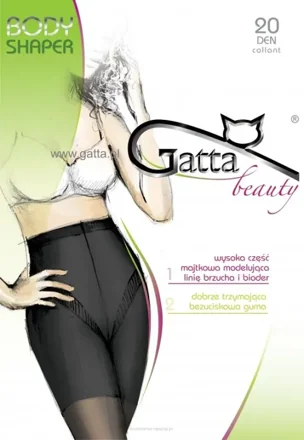 BODY
SHAPER
20
DEN
collant
www.gatta.pl
Gatta
®
beauty
1 wysoka część
majtkowa modelująca
linię brzucha i bioder
2 dobrze trzymająca
bezuciskowa guma